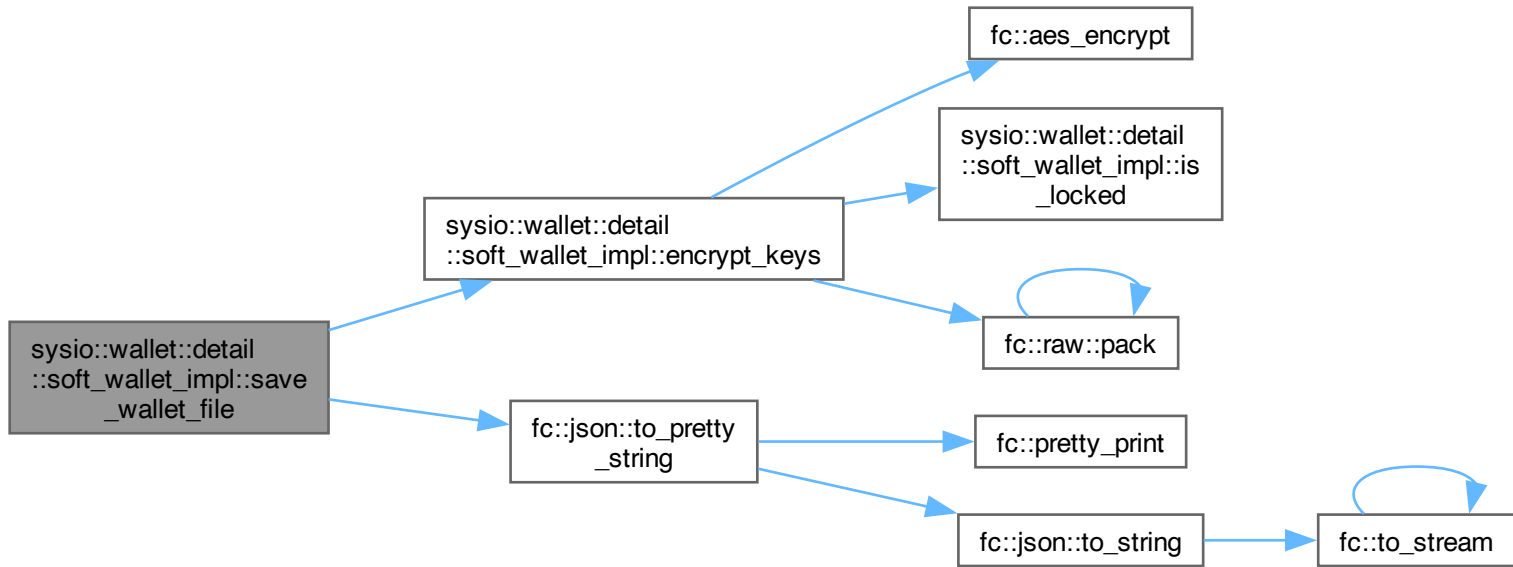 fc::aes_encrypt
sysio::wallet::detail
::soft_wallet_impl::is
_locked
sysio::wallet::detail
::soft_wallet_impl::encrypt_keys
fc::raw::pack
sysio::wallet::detail
::soft_wallet_impl::save
_wallet_file
fc::json::to_pretty
_string
fc::pretty_print
fc::json::to_string
fc::to_stream